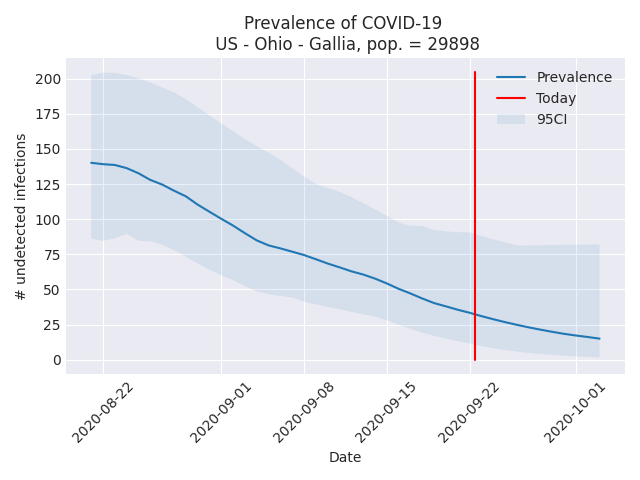 Prevalence of COVID-19
US - Ohio - Gallia, pop. = 29898
Prevalence
Today
95CI
# undetected infections
200
175
150
125
100
75
50
25
0
2020-08-22
2020-09-01
2020-09-08
2020-09-15
2020-09-22
2020-10-01
Date